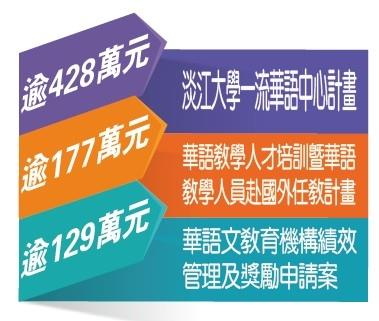 逾428萬元
淡江大學一流華語中心計畫
逾177萬元
華語教學人才培訓暨華語
教學人員赴國外任教計畫
逾129萬元
華語文教育機構績效
管理及獎勵申請案